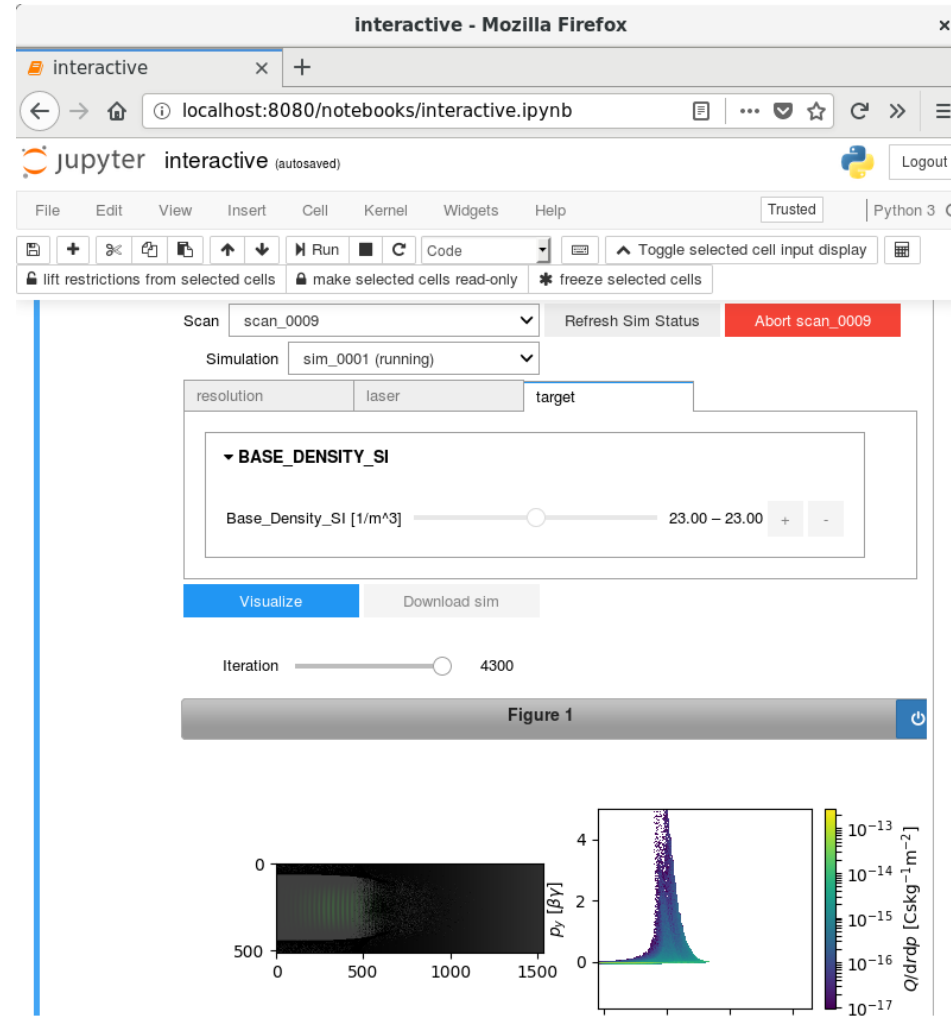 interactive - Mozilla Firefox
interactive
localhost:8080/notebooks/interactive.ipynb
jupyter interactive (autosaved) Logout
File Edit View Insert Cell Kernel Widgets Help Trusted Python 3
Run Code Toggle selected cell input display
lift restrictions from selected cells make selected cells read-only freeze selected cells
Scan scan_0009 Refresh Sim Status Abort scan_0009
Simulation sim_0001 (running)
resolution laser target
BASE_DENSITY_SI
Base_Density_SI [1/m^3] 23.00 – 23.00 + -
Visualize Download sim
Iteration 4300
Figure 1
0
500
0 500 1000 1500
p_y [βγ]
4
2
0
10⁻¹³
10⁻¹⁴
10⁻¹⁵
10⁻¹⁶
10⁻¹⁷
Q/drdp [Cskg⁻¹m⁻²]